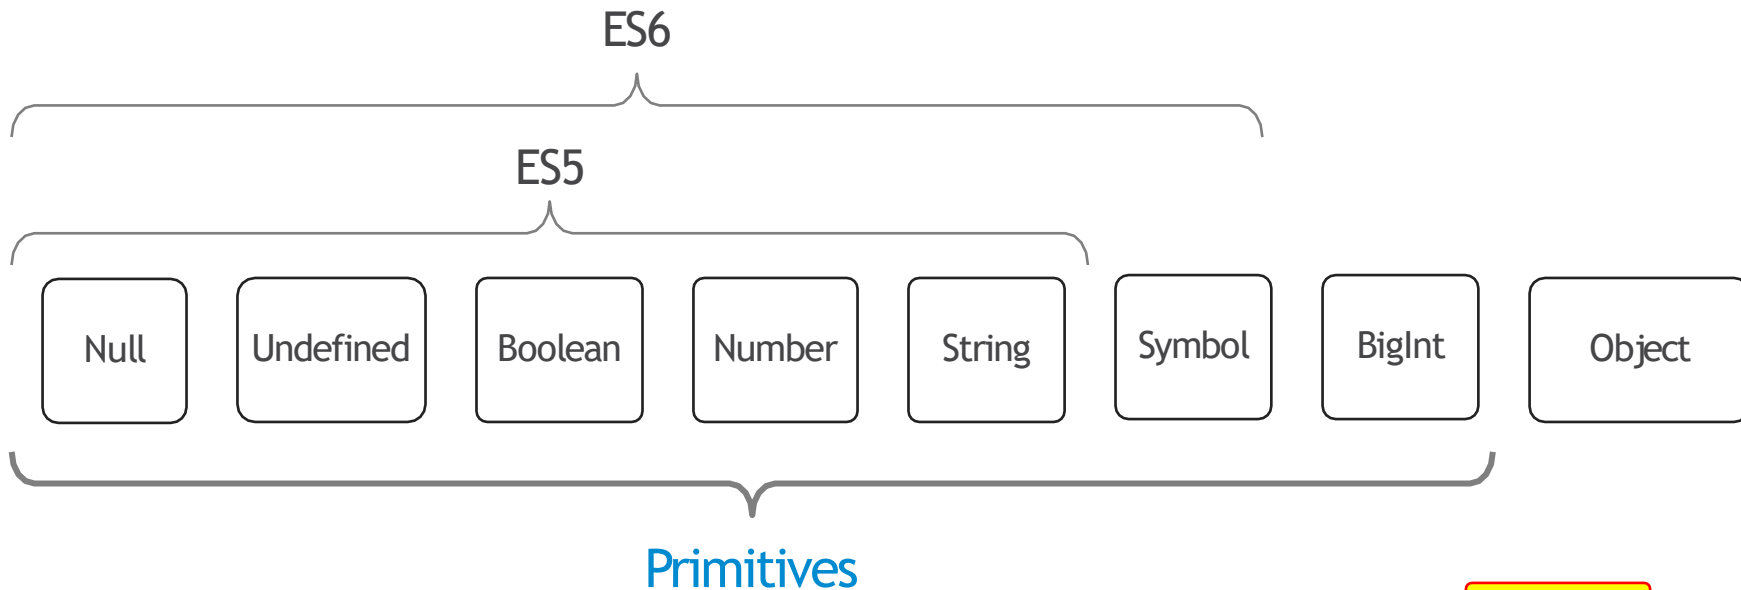 ES6
ES5
Null Undefined Boolean Number String Symbol BigInt Object
Primitives